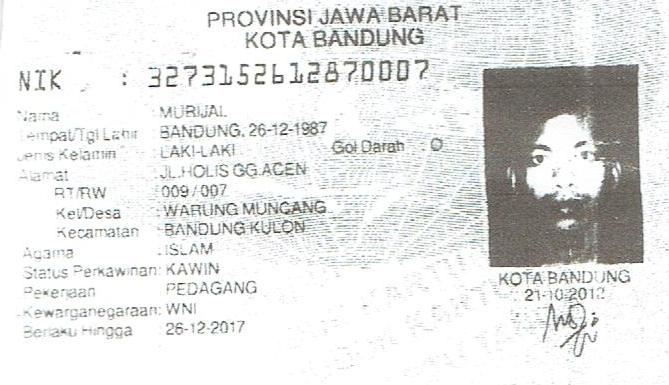 PROVINSI JAWA BARAT
KOTA BANDUNG
NIK : 3273152612870007
Nama : MURIJAL
Tempat/Tgl Lahir : BANDUNG, 26-12-1987
Jenis Kelamin : LAKI-LAKI Gol Darah : O
Alamat : JL.HOLIS GG.ACEN
RT/RW : 009/007
Kel/Desa : WARUNG MUNCANG
Kecamatan : BANDUNG KULON
Agama : ISLAM
Status Perkawinan: KAWIN
Pekerjaan : PEDAGANG
Kewarganegaraan: WNI
Berlaku Hingga : 26-12-2017
KOTA BANDUNG
21-10-2012